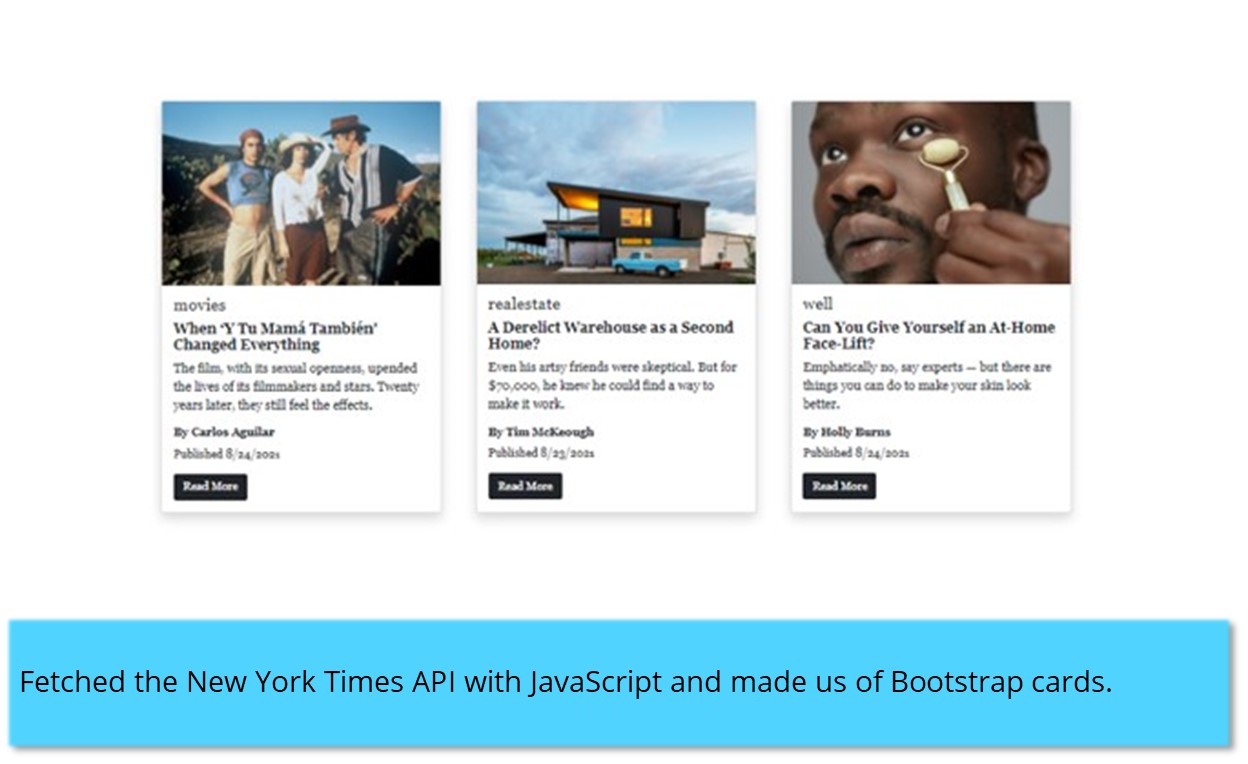 movies
When 'Y Tu Mamá También'
Changed Everything
The film, with its sexual openness, upended
the lives of its filmmakers and stars. Twenty
years later, they still feel the effects.
By Carlos Aguilar
Published 8/24/2021
Read More
realestate
A Derelict Warehouse as a Second
Home?
Even his artsy friends were skeptical. But for
$70,000, he knew he could find a way to
make it work.
By Tim McKeough
Published 8/23/2021
Read More
well
Can You Give Yourself an At-Home
Face-Lift?
Emphatically no, say experts — but there are
things you can do to make your skin look
better.
By Holly Burns
Published 8/24/2021
Read More
Fetched the New York Times API with JavaScript and made us of Bootstrap cards.